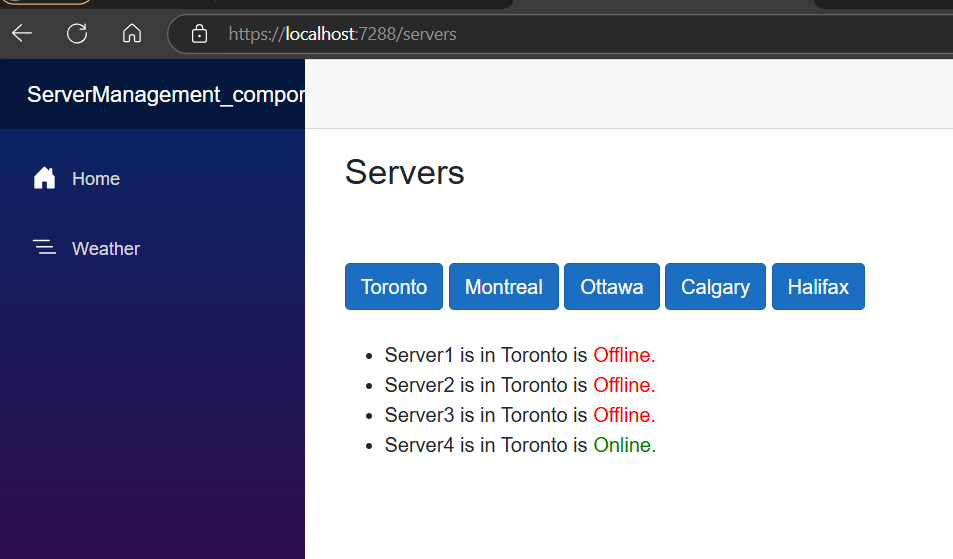 https://localhost:7288/servers
ServerManagement_compor
Home
Weather
Servers
Toronto Montreal Ottawa Calgary Halifax
Server1 is in Toronto is Offline.
Server2 is in Toronto is Offline.
Server3 is in Toronto is Offline.
Server4 is in Toronto is Online.